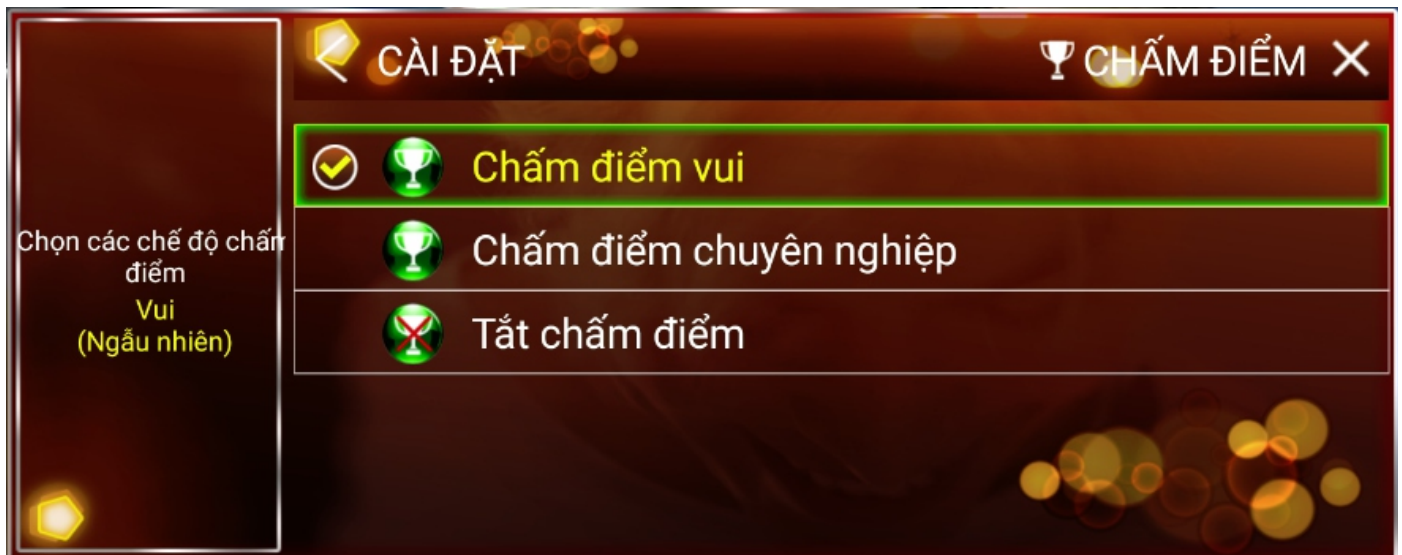 CÀI ĐẶT
CHẤM ĐIỂM
Chọn các chế độ chấm
điểm
Vui
(Ngẫu nhiên)
Chấm điểm vui
Chấm điểm chuyên nghiệp
Tắt chấm điểm